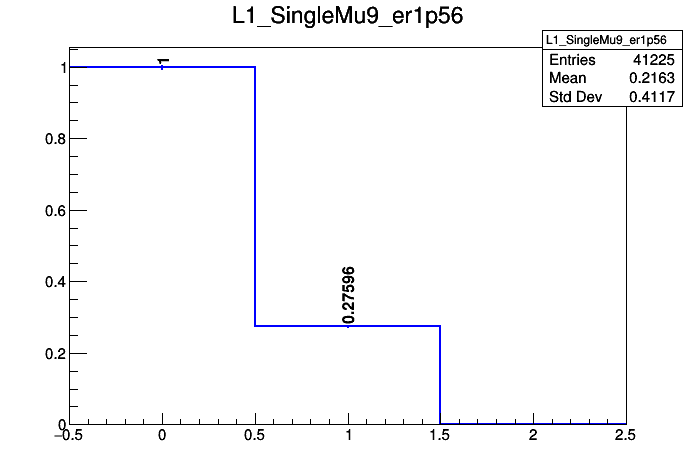 L1_SingleMu9_er1p56
L1_SingleMu9_er1p56
Entries 41225
Mean 0.2163
Std Dev 0.4117
1
0.27596
1
0.8
0.6
0.4
0.2
0
−0.5 0 0.5 1 1.5 2 2.5